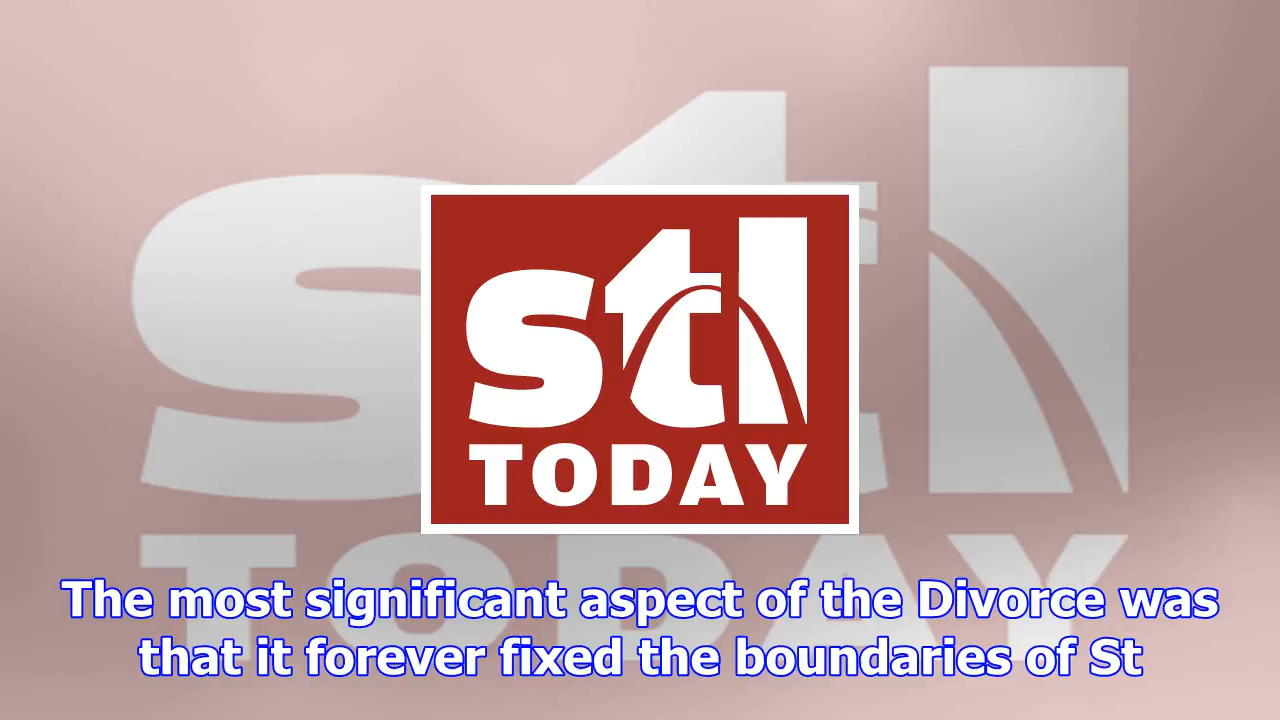 stl
TODAY
The most significant aspect of the Divorce was
that it forever fixed the boundaries of St